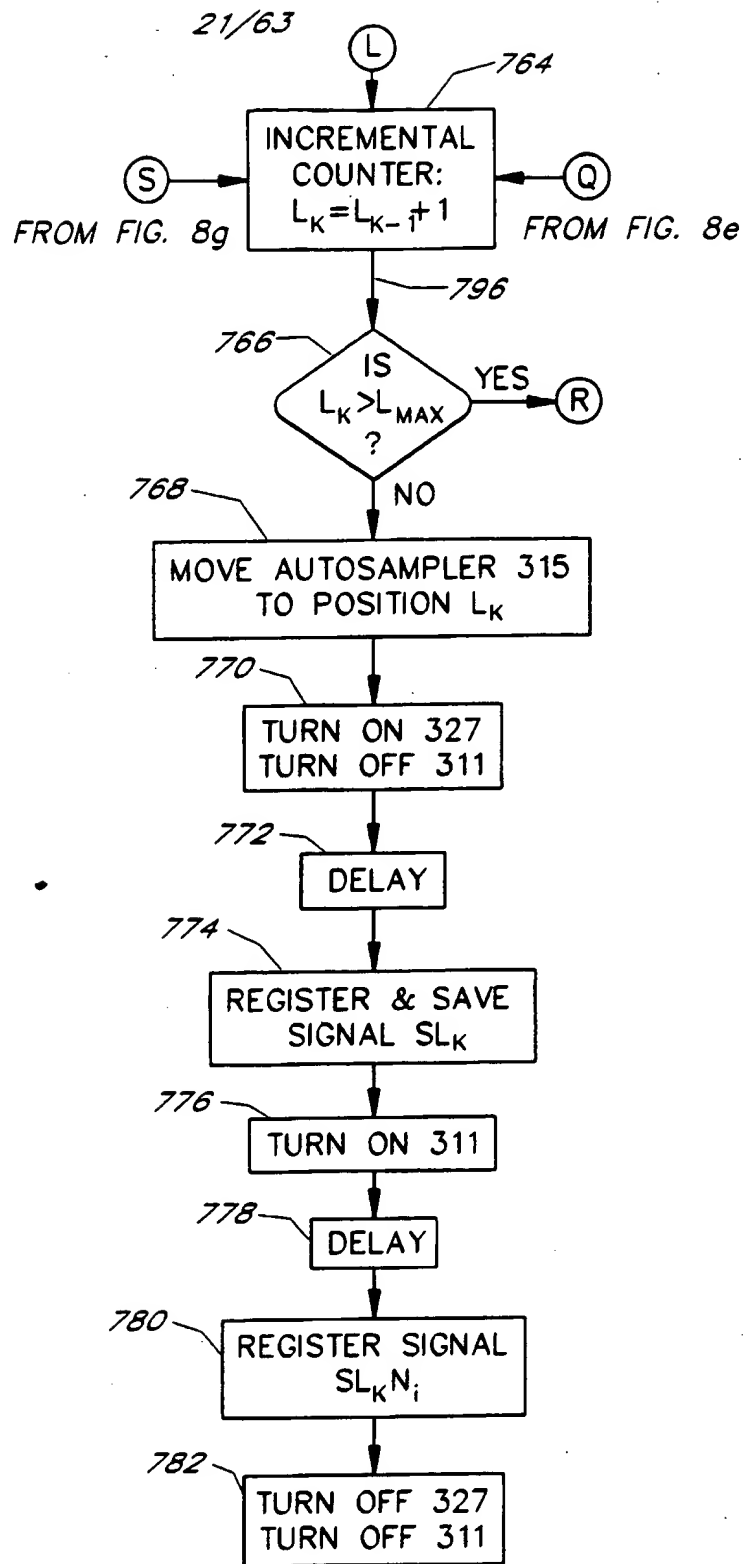 21/63
L
764
INCREMENTAL
COUNTER:
L_K=L_{K-1}+1
S
Q
FROM FIG. 8g
FROM FIG. 8e
796
766
IS
L_K>L_MAX
?
YES
R
NO
768
MOVE AUTOSAMPLER 315
TO POSITION L_K
770
TURN ON 327
TURN OFF 311
772
DELAY
774
REGISTER & SAVE
SIGNAL SL_K
776
TURN ON 311
778
DELAY
780
REGISTER SIGNAL
SL_KN_i
782
TURN OFF 327
TURN OFF 311